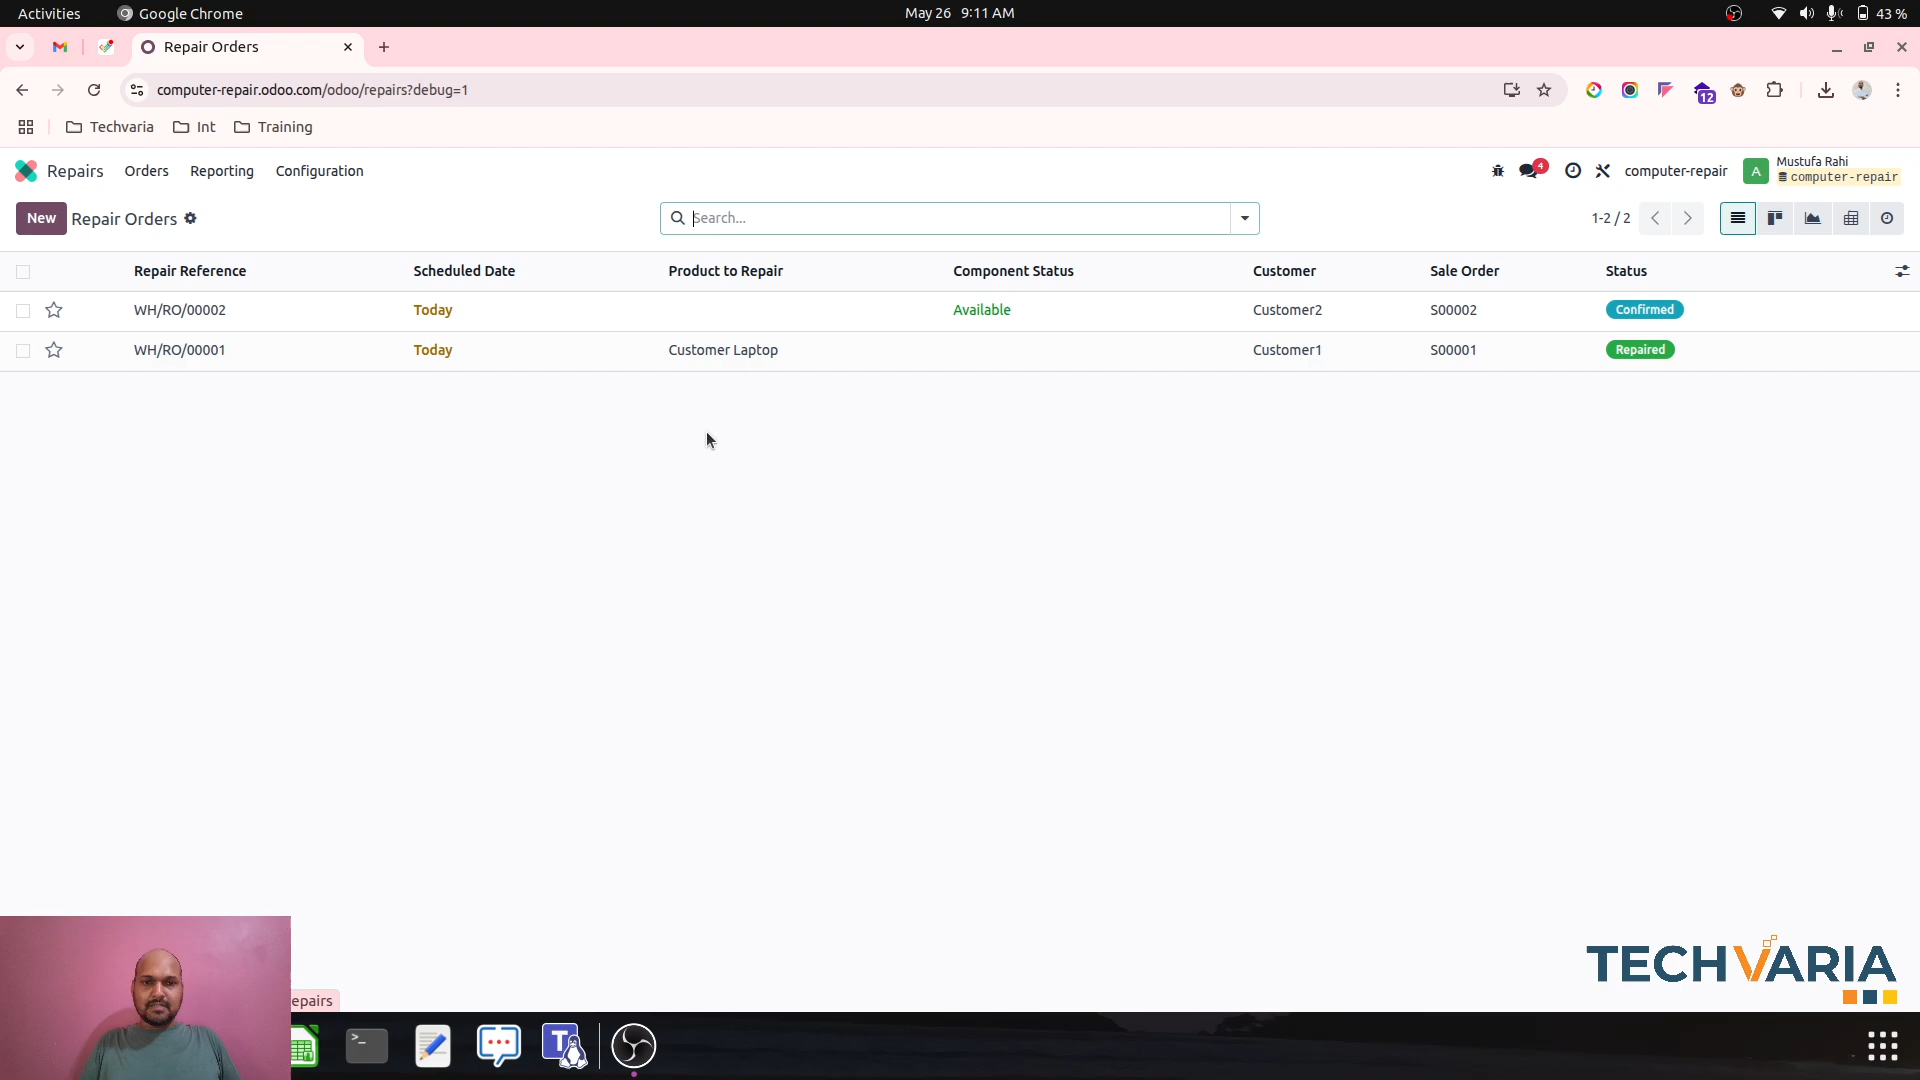 Activities Google Chrome May 26 9:11 AM 43 %
Repair Orders
computer-repair.odoo.com/odoo/repairs?debug=1
12
Techvaria Int Training
Repairs Orders Reporting Configuration 4 computer-repair A Mustufa Rahi
computer-repair
New Repair Orders Search... 1-2 / 2
Repair Reference Scheduled Date Product to Repair Component Status Customer Sale Order Status
WH/RO/00002 Today Available Customer2 S00002 Confirmed
WH/RO/00001 Today Customer Laptop Customer1 S00001 Repaired
TECHVARIA
epairs
>_ T